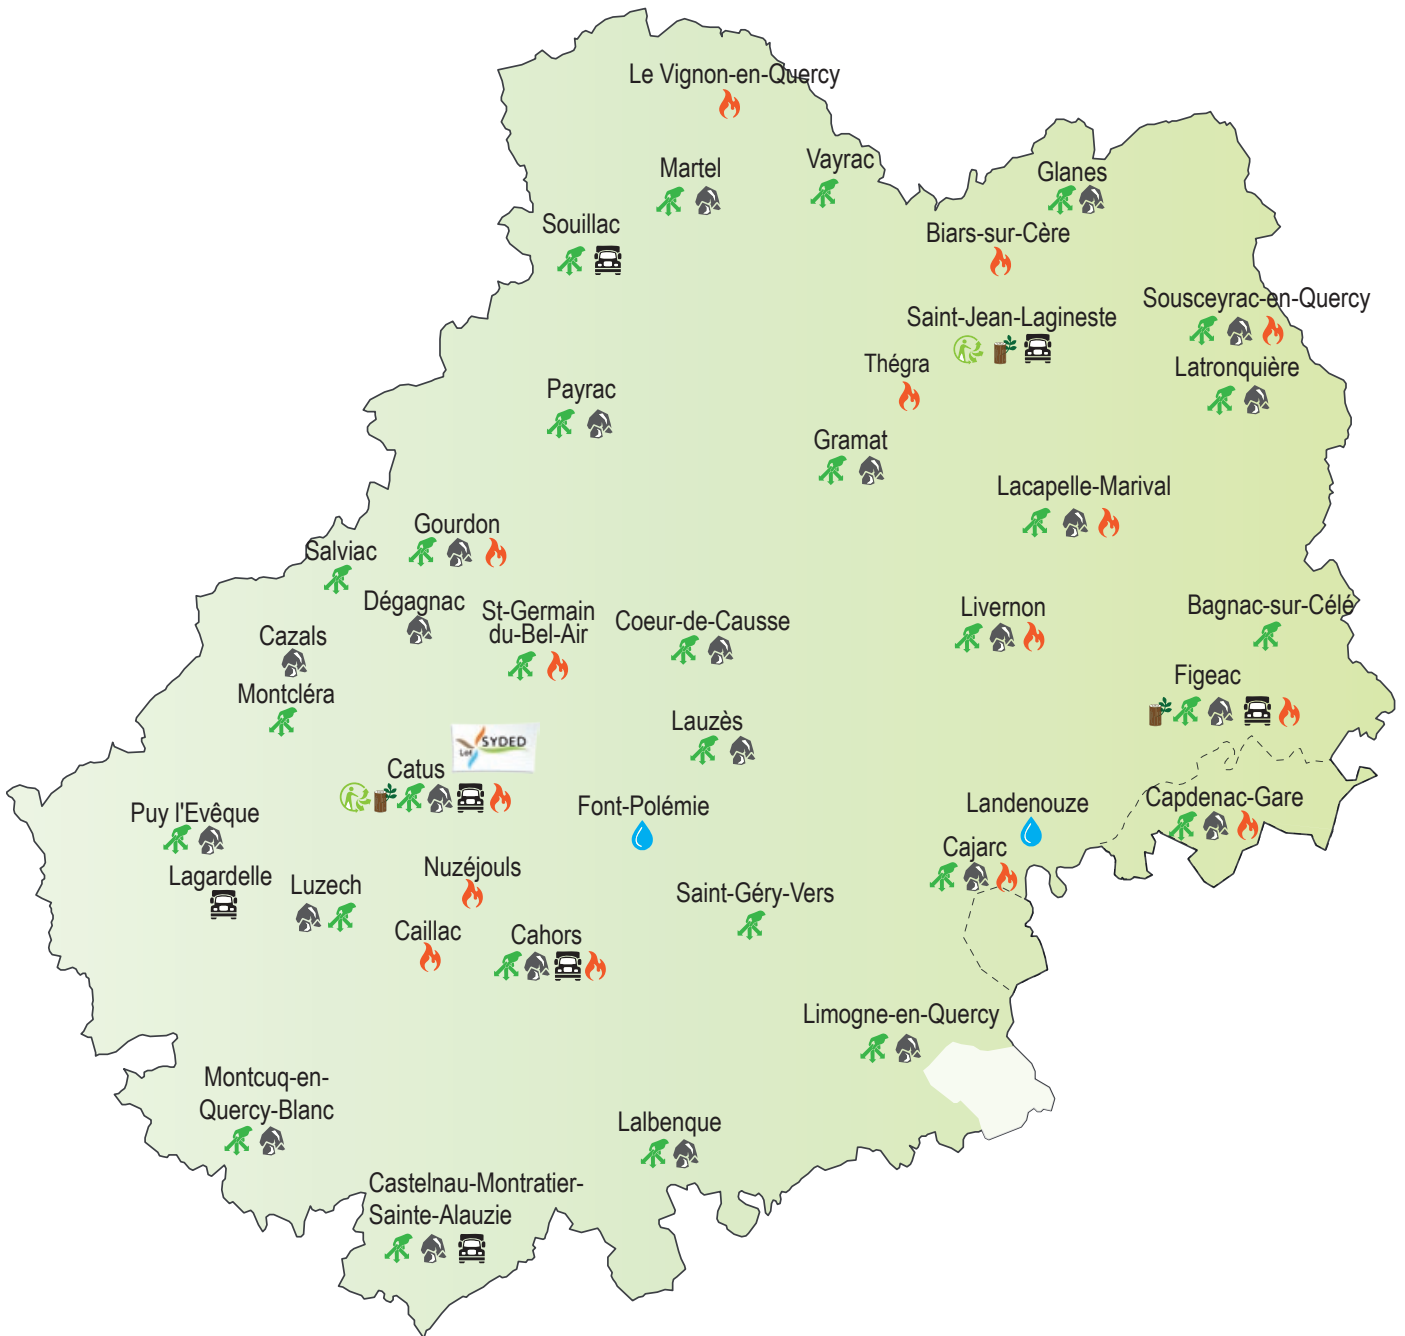 Le Vignon-en-Quercy
Martel
Vayrac
Glanes
Souillac
Biars-sur-Cère
Sousceyrac-en-Quercy
Saint-Jean-Lagineste
Thégra
Latronquière
Payrac
Gramat
Lacapelle-Marival
Gourdon
Salviac
Dégagnac
St-Germain
du-Bel-Air
Coeur-de-Causse
Livernon
Bagnac-sur-Célé
Cazals
Figeac
Montcléra
Lauzès
SYDED
Lot
Catus
Puy l'Evêque
Font-Polémie
Landenouze
Capdenac-Gare
Cajarc
Nuzéjouls
Lagardelle
Luzech
Saint-Géry-Vers
Caillac
Cahors
Limogne-en-Quercy
Montcuq-en-
Quercy-Blanc
Lalbenque
Castelnau-Montratier-
Sainte-Alauzie